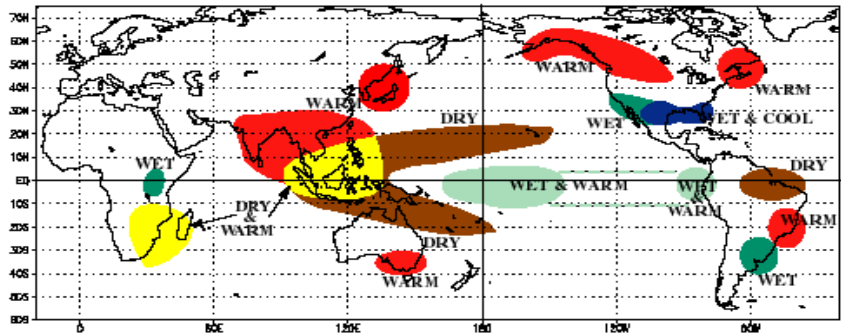 70N
60N
50N
40N
30N
20N
10N
EQ
10S
20S
30S
40S
50S
60S
WARM
WARM
WARM
DRY
WET
WET & COOL
WET
DRY
WET & WARM
WET
&
WARM
DRY
&
WARM
WARM
DRY
WARM
WET
0
60E
120E
180
120W
60W